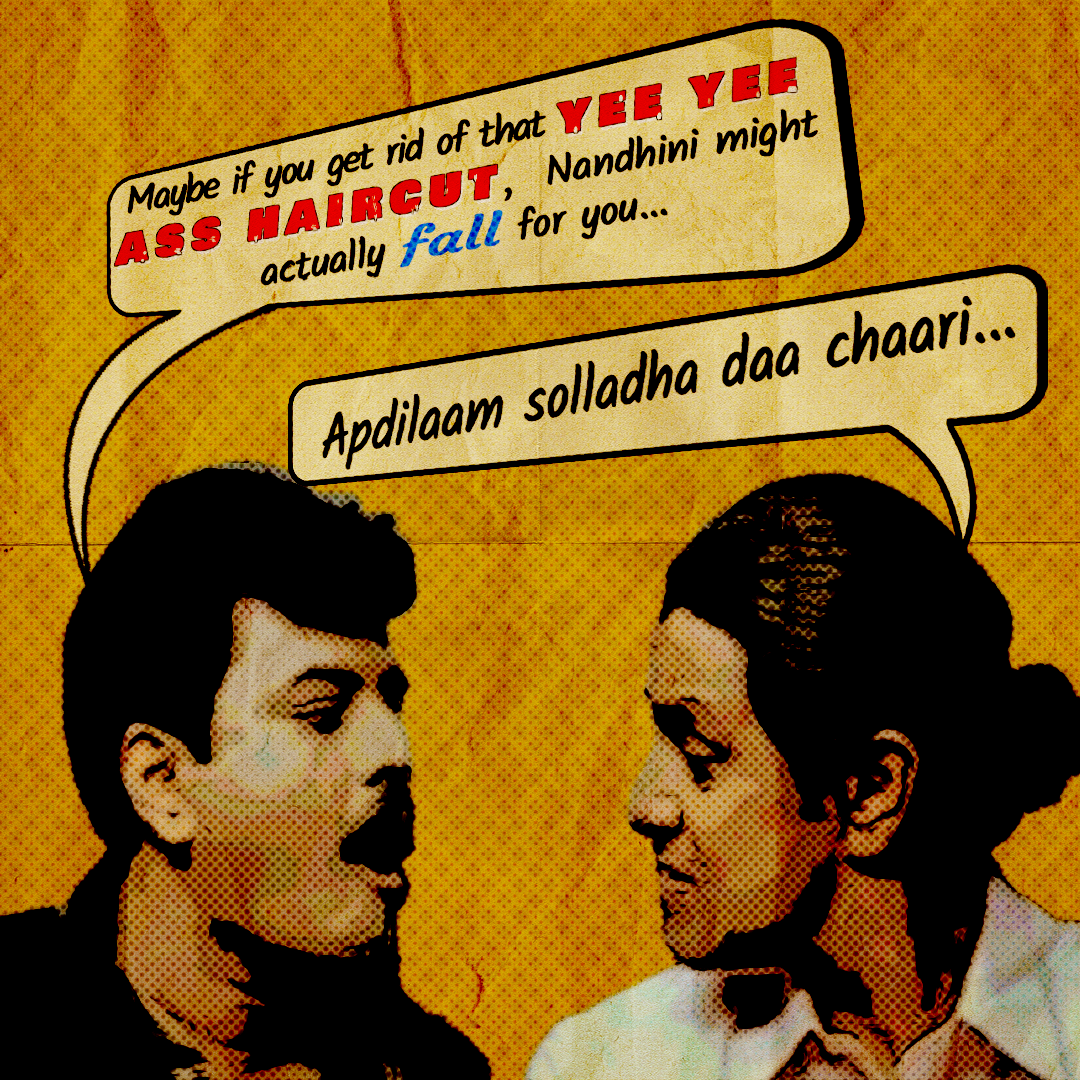 Maybe if you get rid of that YEE YEE
ASS HAIRCUT, Nandhini might
actually fall for you...
Apdilaam solladha daa chaari...